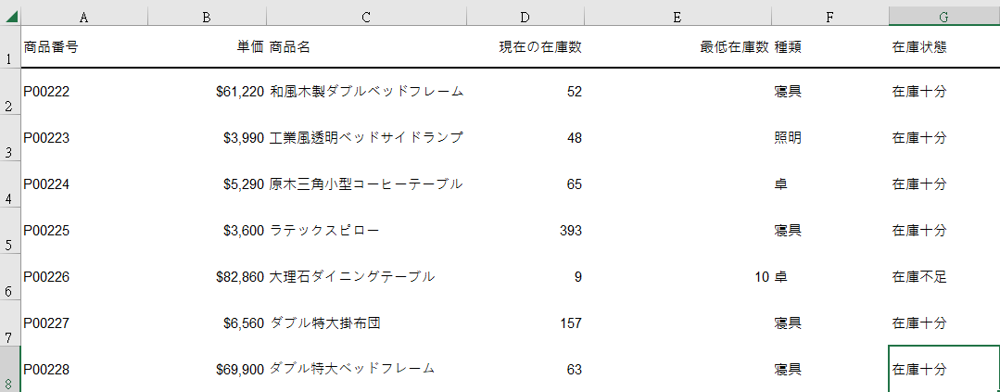 A B C D E F G
1 商品番号 単価 商品名 現在の在庫数 最低在庫数 種類 在庫状態
2 P00222 $61,220 和風木製ダブルベッドフレーム 52 寝具 在庫十分
3 P00223 $3,990 工業風透明ベッドサイドランプ 48 照明 在庫十分
4 P00224 $5,290 原木三角小型コーヒーテーブル 65 卓 在庫十分
5 P00225 $3,600 ラテックスピロー 393 寝具 在庫十分
6 P00226 $82,860 大理石ダイニングテーブル 9 10 卓 在庫不足
7 P00227 $6,560 ダブル特大掛布団 157 寝具 在庫十分
8 P00228 $69,900 ダブル特大ベッドフレーム 63 寝具 在庫十分